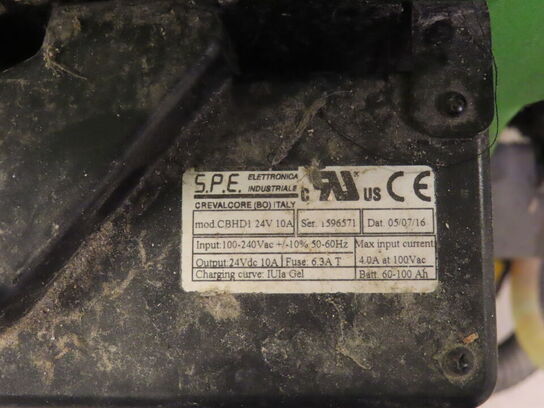 S.P.E. ELETTRONICA INDUSTRIALE c RU US CE
CREVALCORE (BO) ITALY
mod.CBHD1 24V 10A Ser. 1596571 Dat. 05/07/16
Input:100-240Vac +/-10% 50-60Hz Max input current
Output:24Vdc 10A Fuse: 6.3A T 4.0A at 100Vac
Charging curve: IUIa Gel Batt. 60-100 Ah